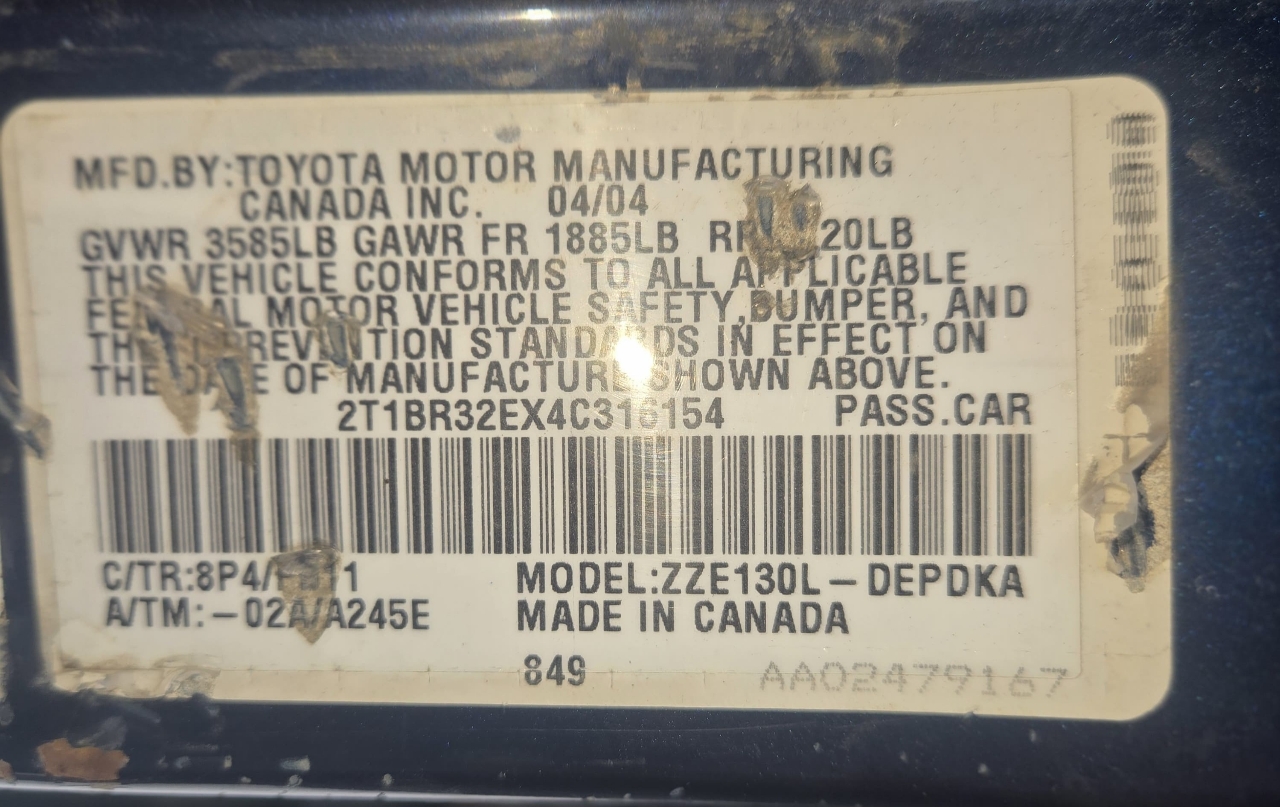 MFD.BY:TOYOTA MOTOR MANUFACTURING
CANADA INC. 04/04
GVWR 3585LB GAWR FR 1885LB
THIS VEHICLE CONFORMS TO ALL APPLICABLE
MOTOR VEHICLE SAFETY,BUMPER, AND
STANDARDS IN EFFECT ON
THE DATE OF MANUFACTURE SHOWN ABOVE.
2T1BR32EX4C316154 PASS.CAR
MODEL:ZZE130L-DEPDKA
A/TM:-02A/A245E MADE IN CANADA
849 AA02479167